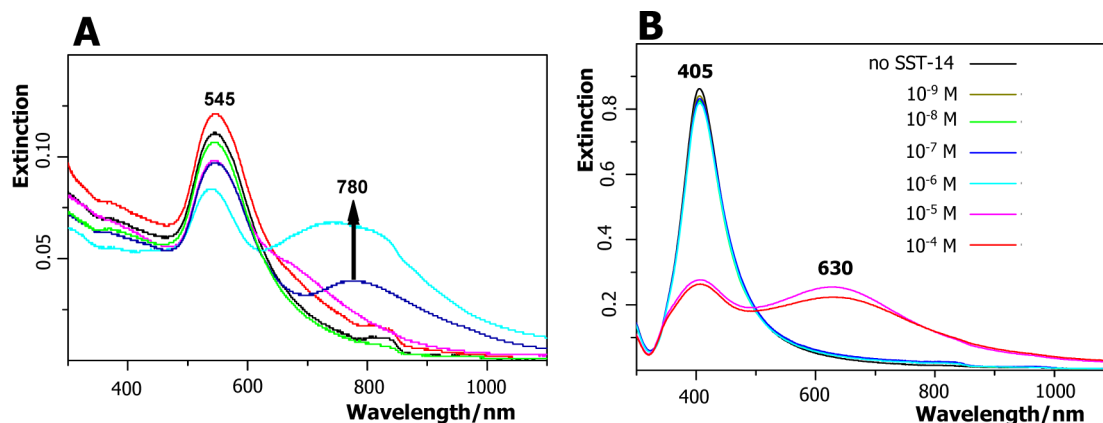 A
545
780
0.10
0.05
Extinction
400
600
800
1000
Wavelength/nm
B
405
630
no SST-14
10⁻⁹ M
10⁻⁸ M
10⁻⁷ M
10⁻⁶ M
10⁻⁵ M
10⁻⁴ M
0.8
0.6
0.4
0.2
Extinction
400
600
800
1000
Wavelength/nm